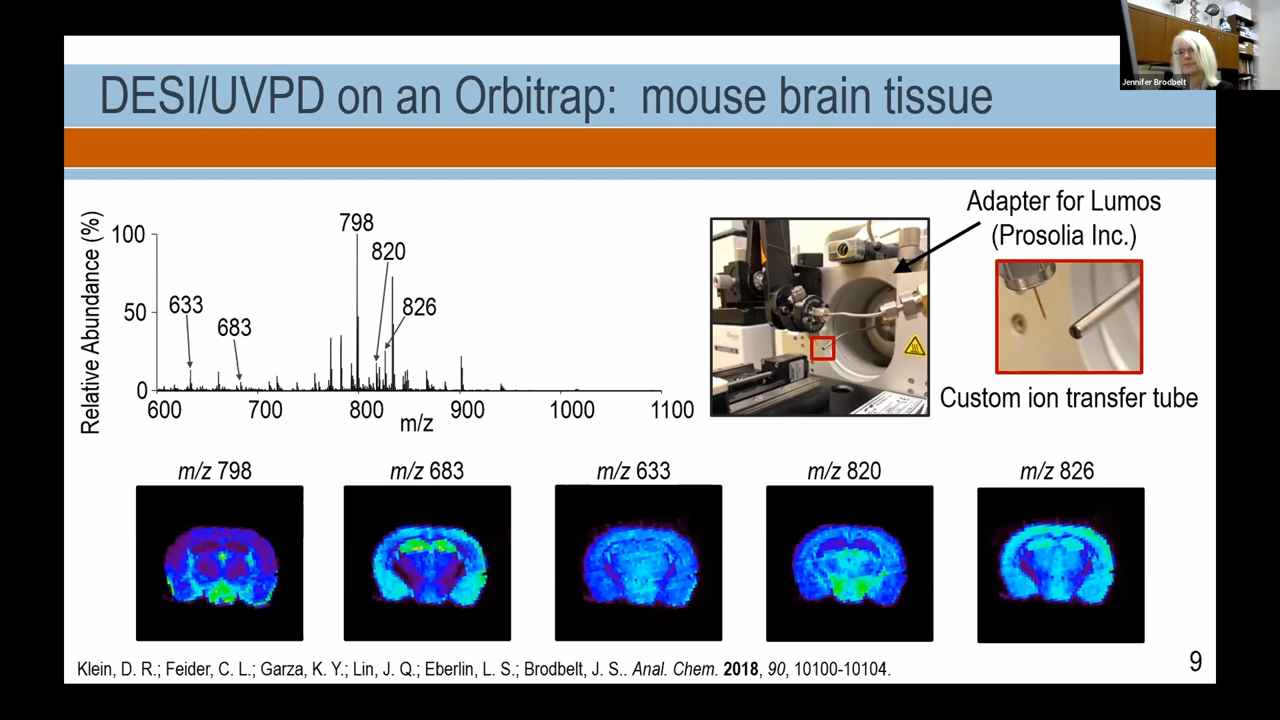 Jennifer Brodbelt
DESI/UVPD on an Orbitrap: mouse brain tissue
Adapter for Lumos
(Prosolia Inc.)
Custom ion transfer tube
Relative Abundance (%)
100
50
0
798
820
826
633
683
600 700 800 900 1000 1100
m/z
m/z 798
m/z 683
m/z 633
m/z 820
m/z 826
Klein, D. R.; Feider, C. L.; Garza, K. Y.; Lin, J. Q.; Eberlin, L. S.; Brodbelt, J. S.. Anal. Chem. 2018, 90, 10100-10104.
9